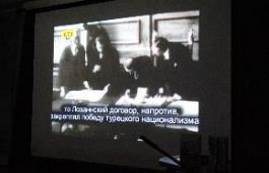 то Лозаннский договор, напротив,
закрепил победу турецкого национализма